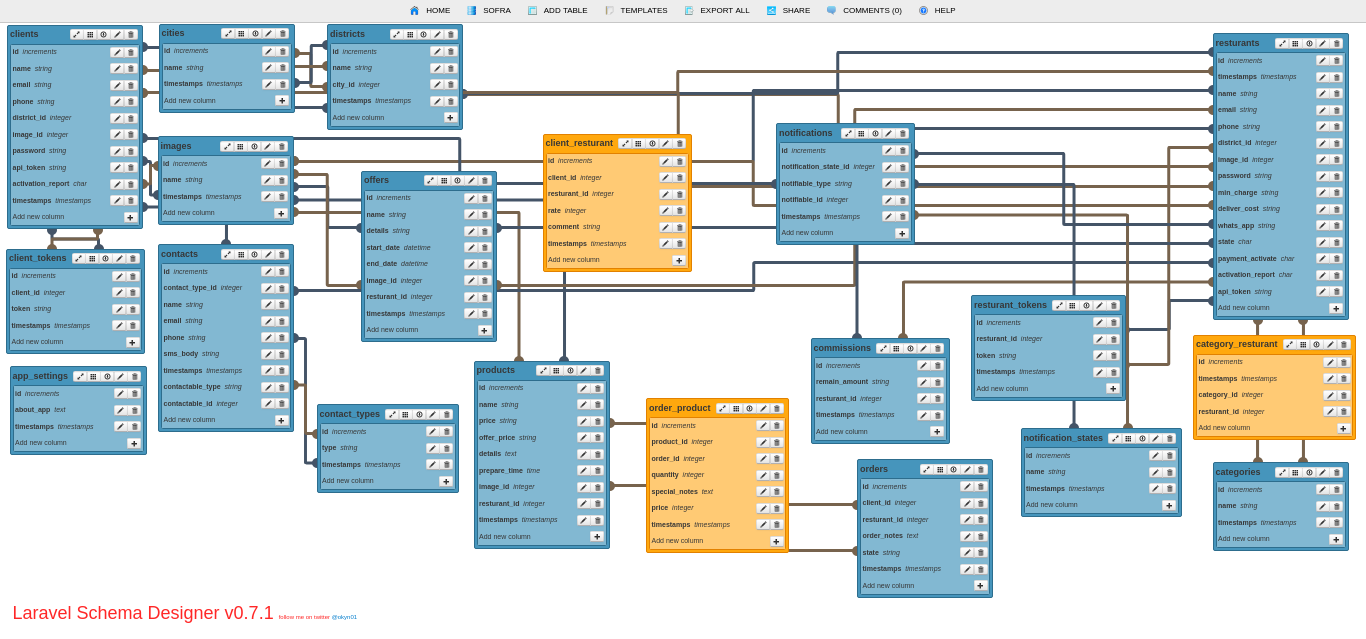 HOME SOFRA ADD TABLE TEMPLATES EXPORT ALL SHARE COMMENTS (0) HELP
clients
id increments
name string
email string
phone string
district_id integer
image_id integer
password string
api_token string
activation_report char
timestamps timestamps
Add new column
cities
id increments
name string
timestamps timestamps
Add new column
districts
id increments
name string
city_id integer
timestamps timestamps
Add new column
images
id increments
name string
timestamps timestamps
Add new column
offers
id increments
name string
details string
start_date datetime
end_date datetime
image_id integer
resturant_id integer
timestamps timestamps
Add new column
client_resturant
id increments
client_id integer
resturant_id integer
rate integer
comment string
timestamps timestamps
Add new column
notifications
id increments
notification_state_id integer
notifiable_type string
notifiable_id integer
timestamps timestamps
Add new column
resturants
id increments
timestamps timestamps
name string
email string
phone string
district_id integer
image_id integer
password string
min_charge string
deliver_cost string
whats_app string
state char
payment_activate char
activation_report char
api_token string
Add new column
client_tokens
id increments
client_id integer
token string
timestamps timestamps
Add new column
contacts
id increments
contact_type_id integer
name string
email string
phone string
sms_body string
timestamps timestamps
contactable_type string
contactable_id integer
Add new column
app_settings
id increments
about_app text
timestamps timestamps
Add new column
contact_types
id increments
type string
timestamps timestamps
Add new column
products
id increments
name string
price string
offer_price string
details text
prepare_time time
image_id integer
resturant_id integer
timestamps timestamps
Add new column
order_product
id increments
product_id integer
order_id integer
quantity integer
special_notes text
price integer
timestamps timestamps
Add new column
commissions
id increments
remain_amount string
resturant_id integer
timestamps timestamps
Add new column
resturant_tokens
id increments
resturant_id integer
token string
timestamps timestamps
Add new column
category_resturant
id increments
timestamps timestamps
category_id integer
resturant_id integer
Add new column
orders
id increments
client_id integer
resturant_id integer
order_notes text
state string
timestamps timestamps
Add new column
notification_states
id increments
name string
timestamps timestamps
Add new column
categories
id increments
name string
timestamps timestamps
Add new column
Laravel Schema Designer v0.7.1 follow me on twitter @okyn01